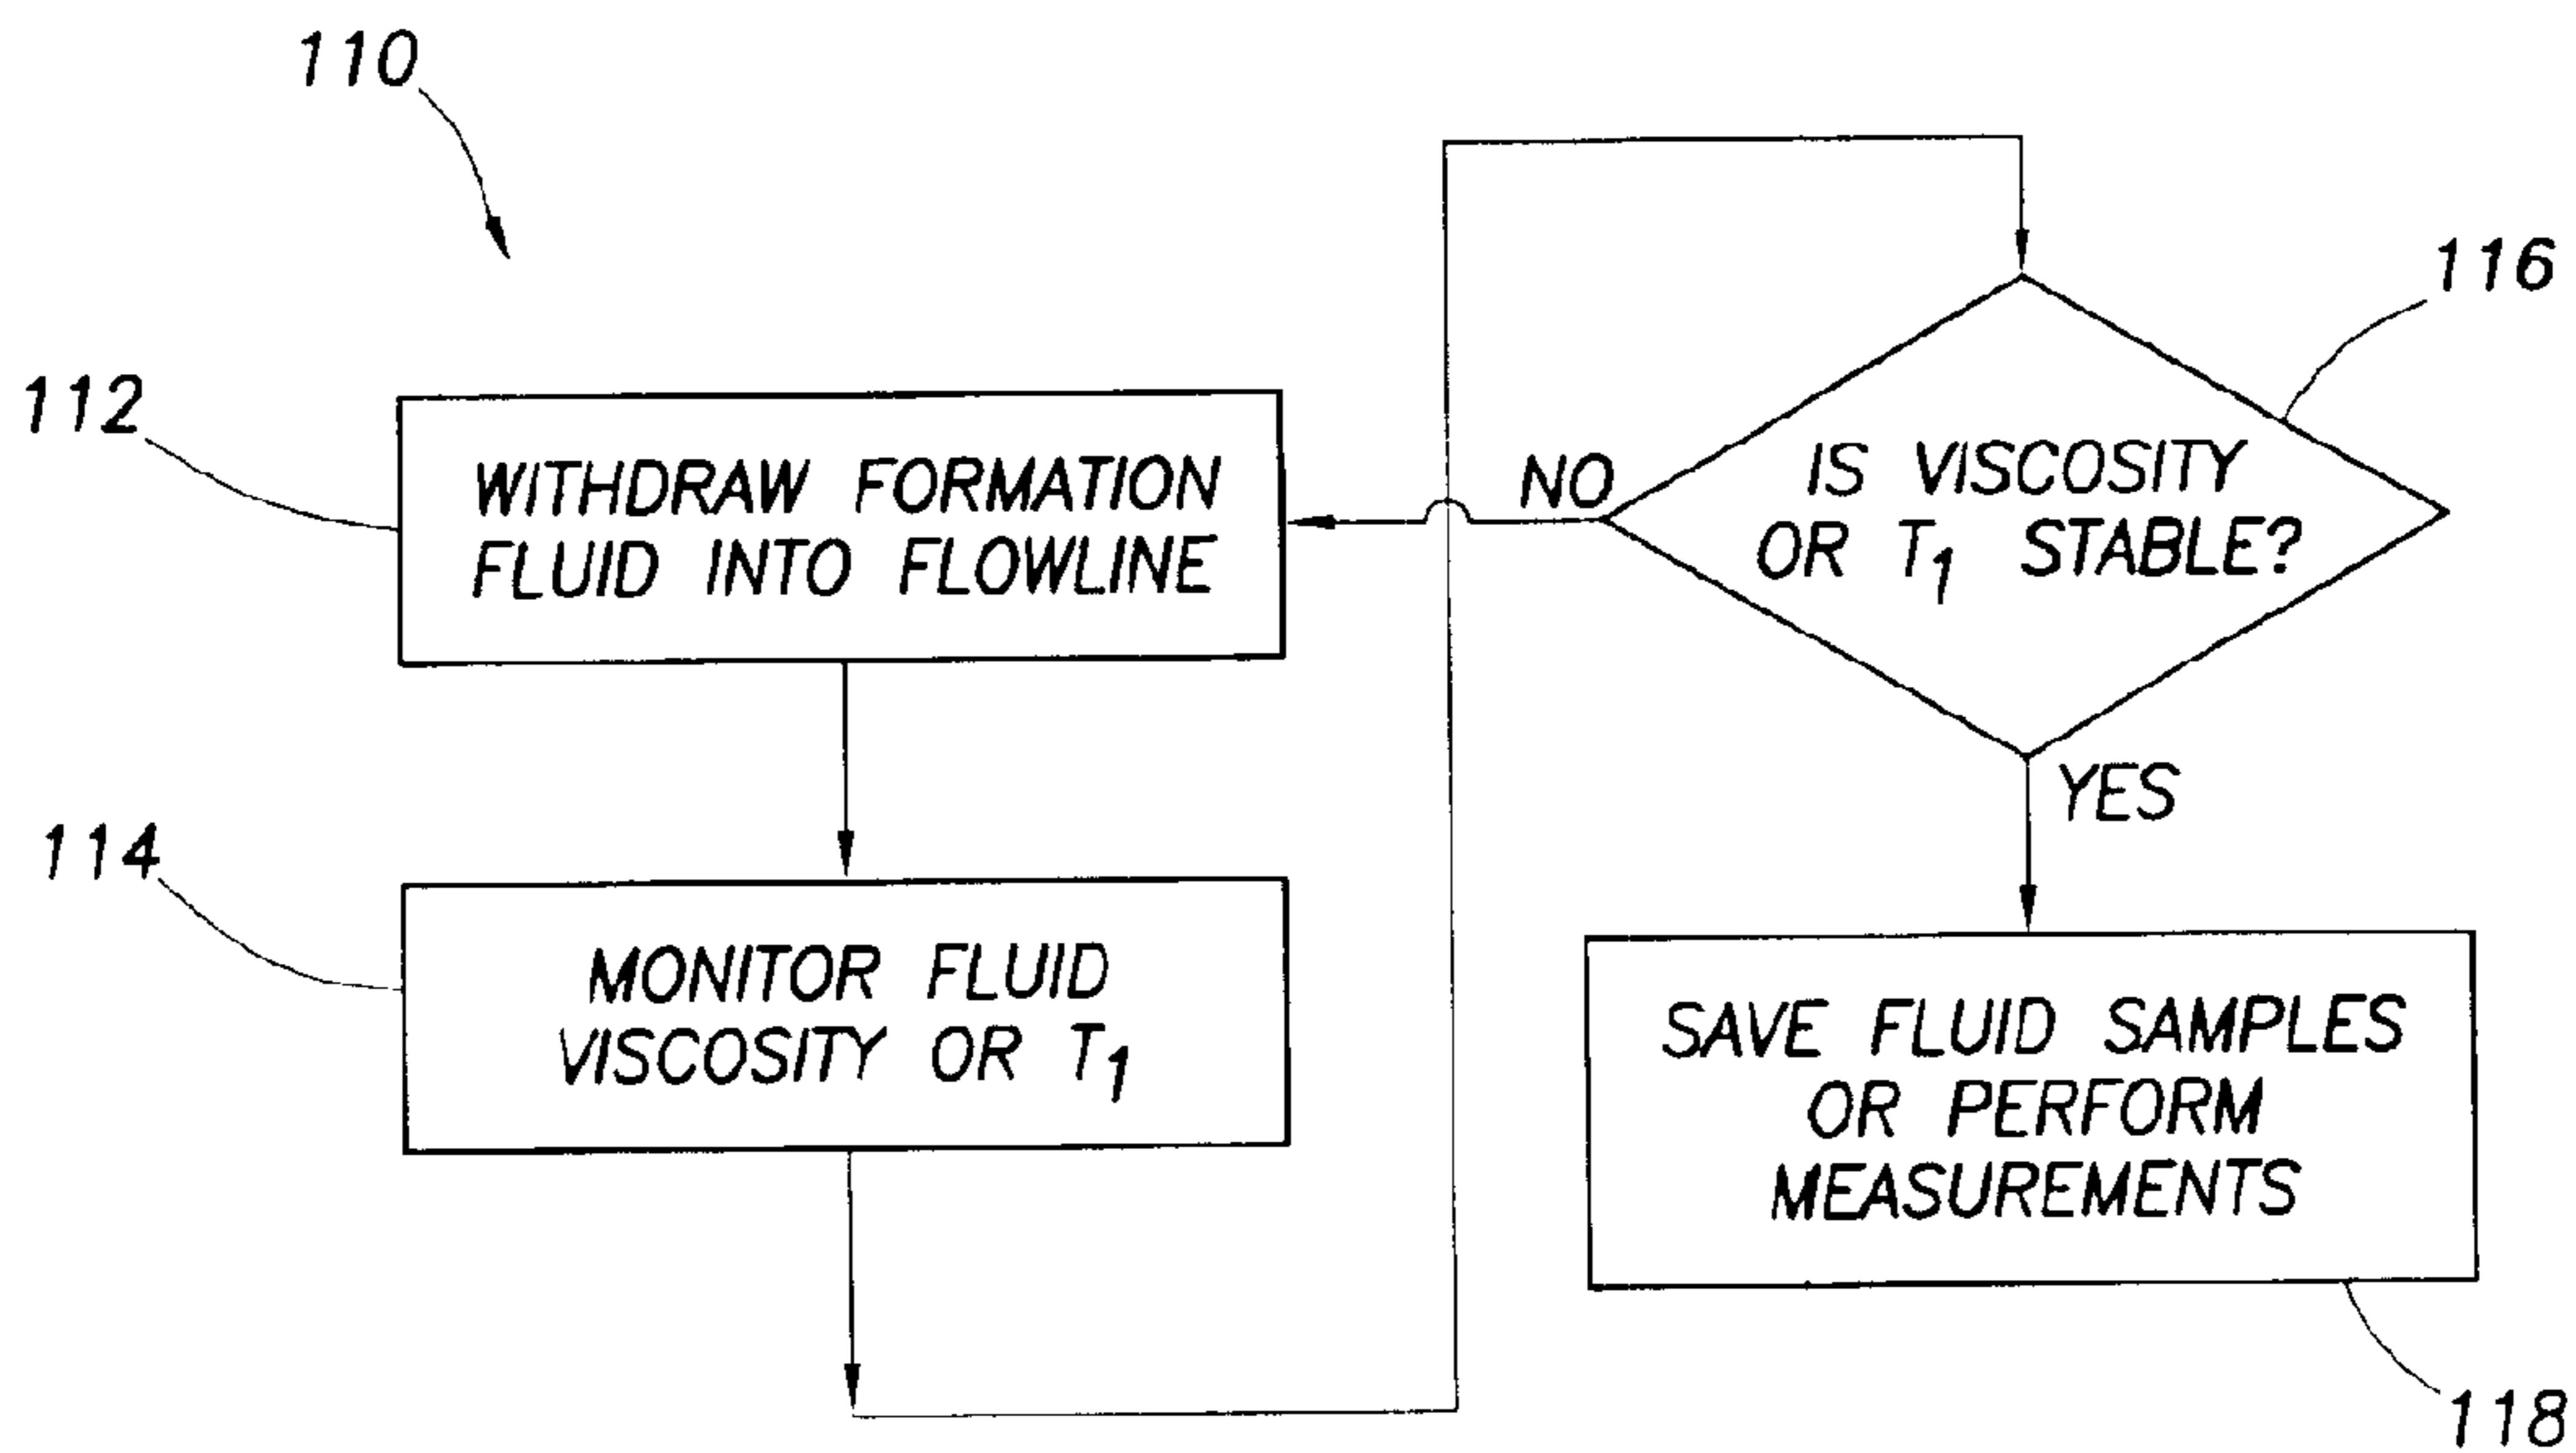 110
112
WITHDRAW FORMATION
FLUID INTO FLOWLINE
114
MONITOR FLUID
VISCOSITY OR T1
116
IS VISCOSITY
OR T1 STABLE?
NO
YES
SAVE FLUID SAMPLES
OR PERFORM
MEASUREMENTS
118